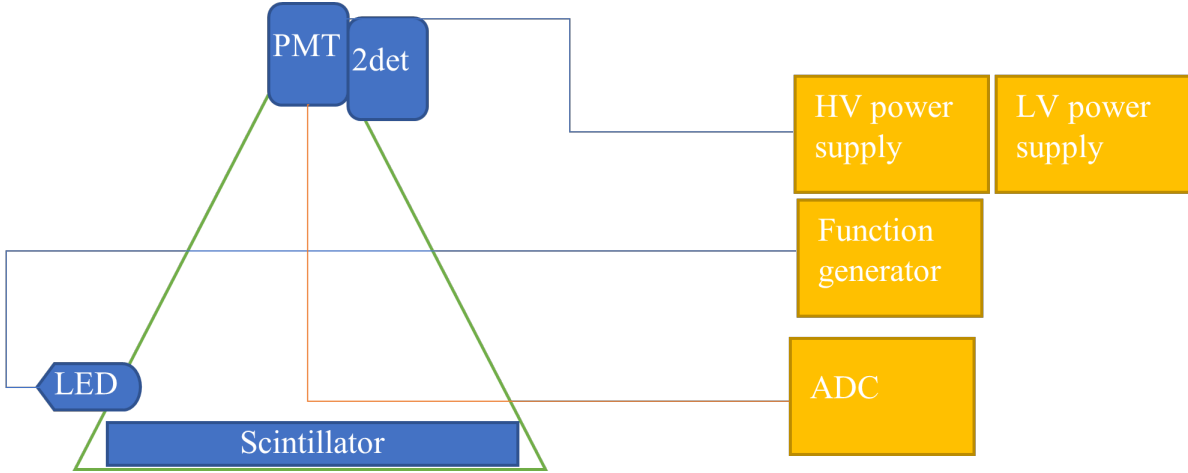 PMT
2det
HV power
supply
LV power
supply
Function
generator
LED
ADC
Scintillator